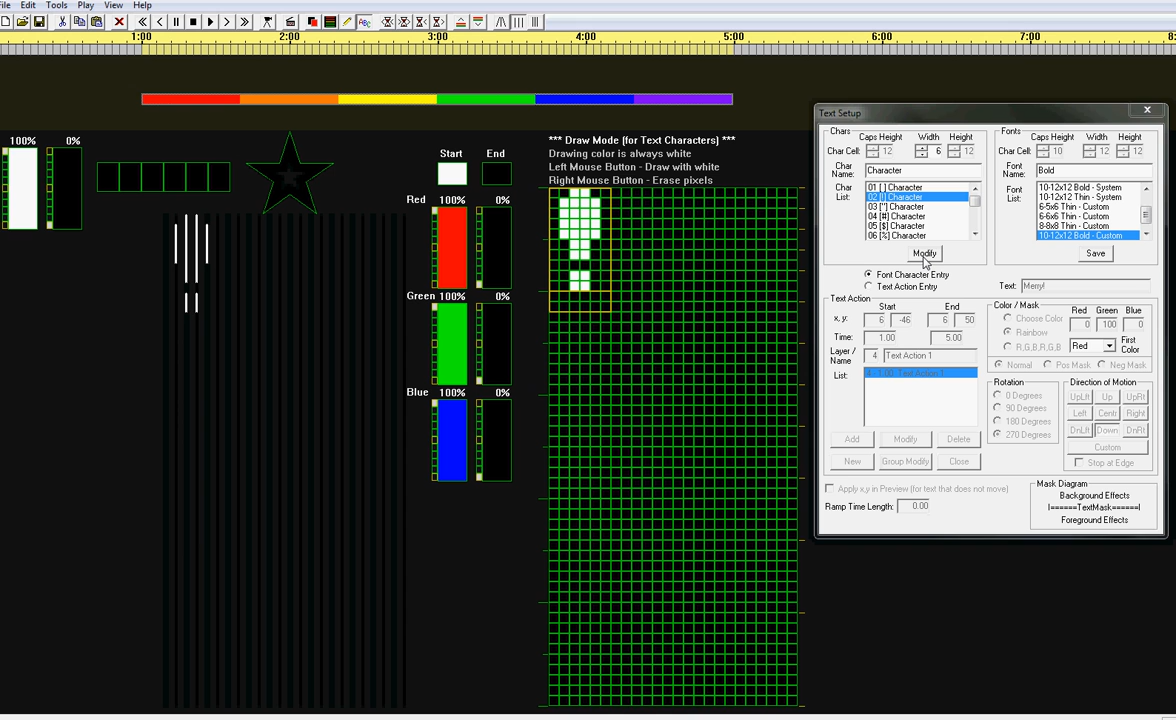 File Edit Tools Play View Help
1:00 2:00 3:00 4:00 5:00 6:00 7:00
100% 0%
Start End
Red 100% 0%
Green 100% 0%
Blue 100% 0%
*** Draw Mode (for Text Characters) ***
Drawing color is always white
Left Mouse Button - Draw with white
Right Mouse Button - Erase pixels
Text Setup
Chars
Caps Height Width Height
Char Cell: 12 6 12
Char Name: Character
Char List:
01 [ ] Character
02 [!] Character
03 ["] Character
04 [#] Character
05 [$] Character
06 [%] Character
Modify
Fonts
Caps Height Width Height
Char Cell: 10 12 12
Font Name: Bold
Font List:
10-12x12 Bold - System
10-12x12 Thin - System
6-5x6 Thin - Custom
6-6x6 Thin - Custom
8-8x8 Thin - Custom
10-12x12 Bold - Custom
Save
Font Character Entry
Text Action Entry
Text: Merry!
Text Action
Start End
x, y: 6 -46 6 50
Time: 1.00 5.00
Layer / Name 4 Text Action 1
List: 4 - 1.00 Text Action 1
Add Modify Delete
New Group Modify Close
Color / Mask
Red Green Blue
Choose Color 0 100 0
Rainbow
R,G,B,R,G,B Red First Color
Normal Pos Mask Neg Mask
Rotation
0 Degrees
90 Degrees
180 Degrees
270 Degrees
Direction of Motion
UpLft Up UpRt
Left Centr Right
DnLft Down DnRt
Custom
Stop at Edge
Apply x,y in Preview (for text that does not move)
Ramp Time Length: 0.00
Mask Diagram
Background Effects
|======TextMask======|
Foreground Effects